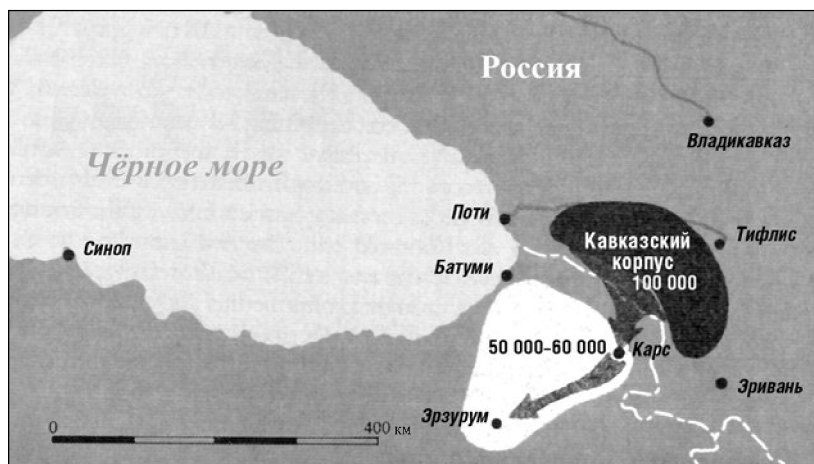 Россия
Владикавказ
Чёрное море
Поти
Тифлис
Синоп
Кавказский
корпус
100 000
Батуми
50 000–60 000
Карс
Эривань
Эрзурум
0 400 км